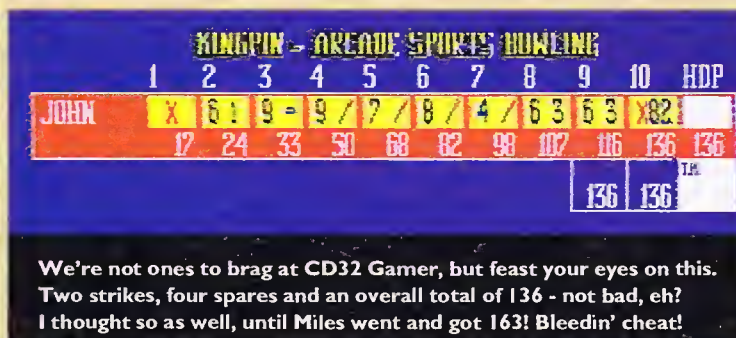 KINGPIN - ARCADE SPORTS BOWLING
1 2 3 4 5 6 7 8 9 10 HDP
JOHN X 6 1 9 - 9 / 7 / 8 / 4 / 6 3 6 3 X82
17 24 33 50 68 82 98 107 116 136 136
136 136
We're not ones to brag at CD32 Gamer, but feast your eyes on this.
Two strikes, four spares and an overall total of 136 - not bad, eh?
I thought so as well, until Miles went and got 163! Bleedin' cheat!